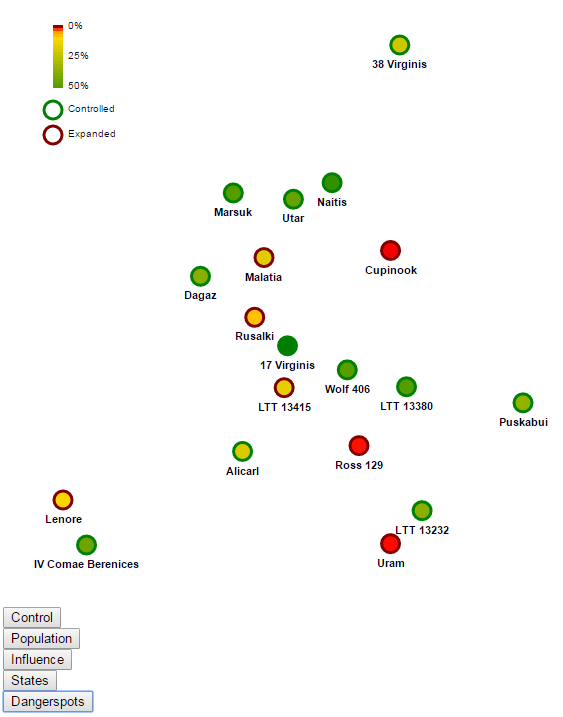 0%
25%
50%
Controlled
Expanded
38 Virginis
Marsuk
Utar
Naitis
Malatia
Cupinook
Dagaz
Rusalki
17 Virginis
Wolf 406
LTT 13415
LTT 13380
Puskabui
Alicarl
Ross 129
Lenore
LTT 13232
IV Comae Berenices
Uram
Control
Population
Influence
States
Dangerspots